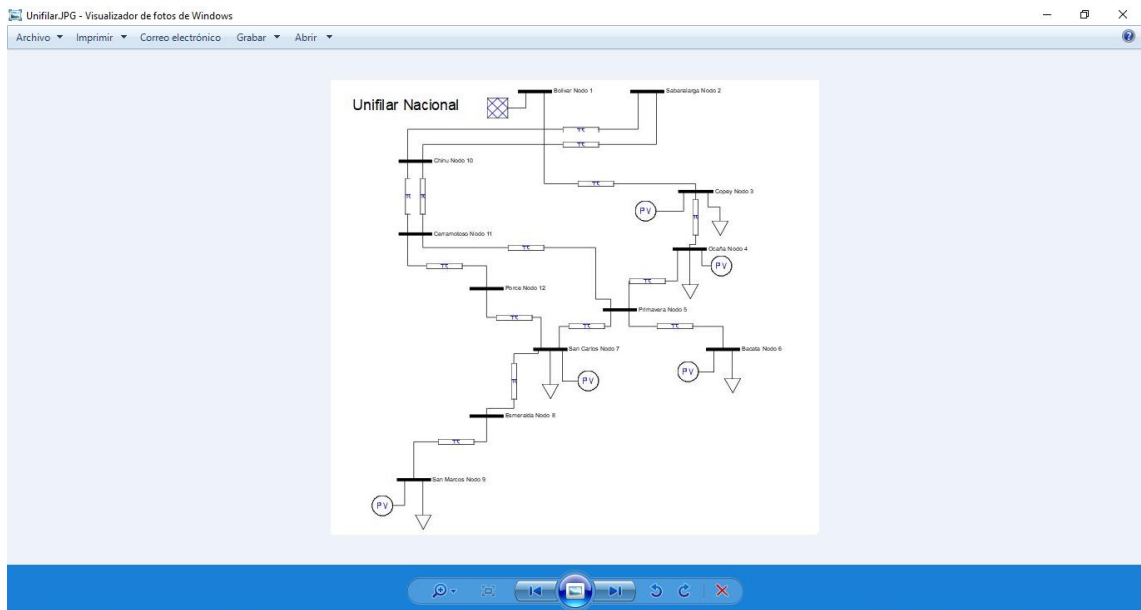 Unifilar.JPG - Visualizador de fotos de Windows
Archivo Imprimir Correo electrónico Grabar Abrir
Unifilar Nacional
Bolivar Nodo 1
Sabanalarga Nodo 2
π
π
Chinu Nodo 10
π
Copey Nodo 3
π π
PV
π
Cerramotoso Nodo 11
π
Ocaña Nodo 4
PV
π
π
Porce Nodo 12
Primavera Nodo 5
π
π
π
San Carlos Nodo 7
Bacata Nodo 6
PV
PV
π
Esmeralda Nodo 8
π
San Marcos Nodo 9
PV